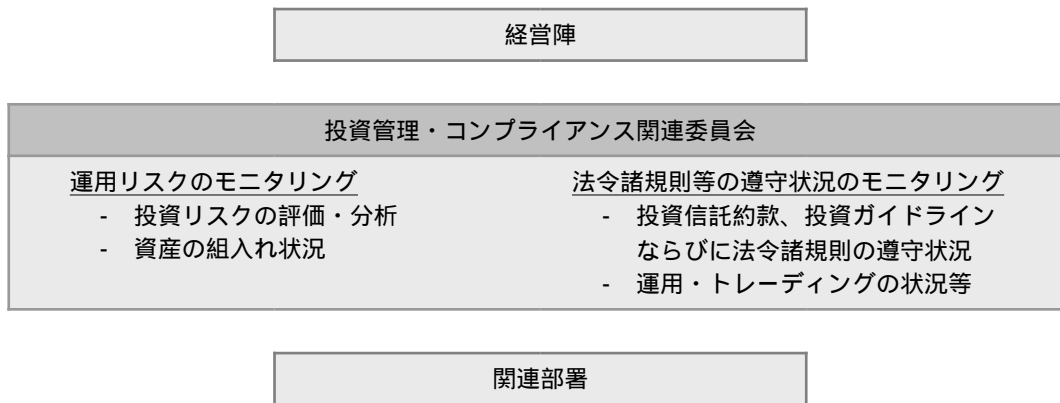 経営陣
投資管理・コンプライアンス関連委員会
運用リスクのモニタリング
- 投資リスクの評価・分析
- 資産の組入れ状況
法令諸規則等の遵守状況のモニタリング
- 投資信託約款、投資ガイドライン
ならびに法令諸規則の遵守状況
- 運用・トレーディングの状況等
関連部署